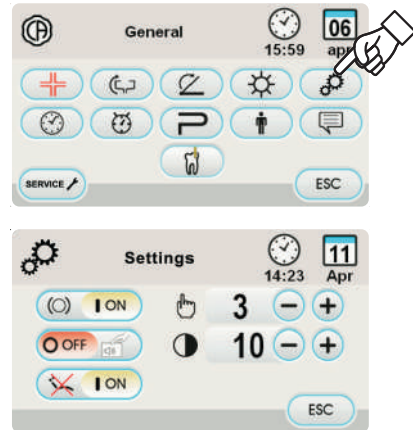 General
06
15:59
apr
SERVICE
ESC
Settings
11
14:23
Apr
I ON
3
-
+
O OFF
10
-
+
I ON
ESC